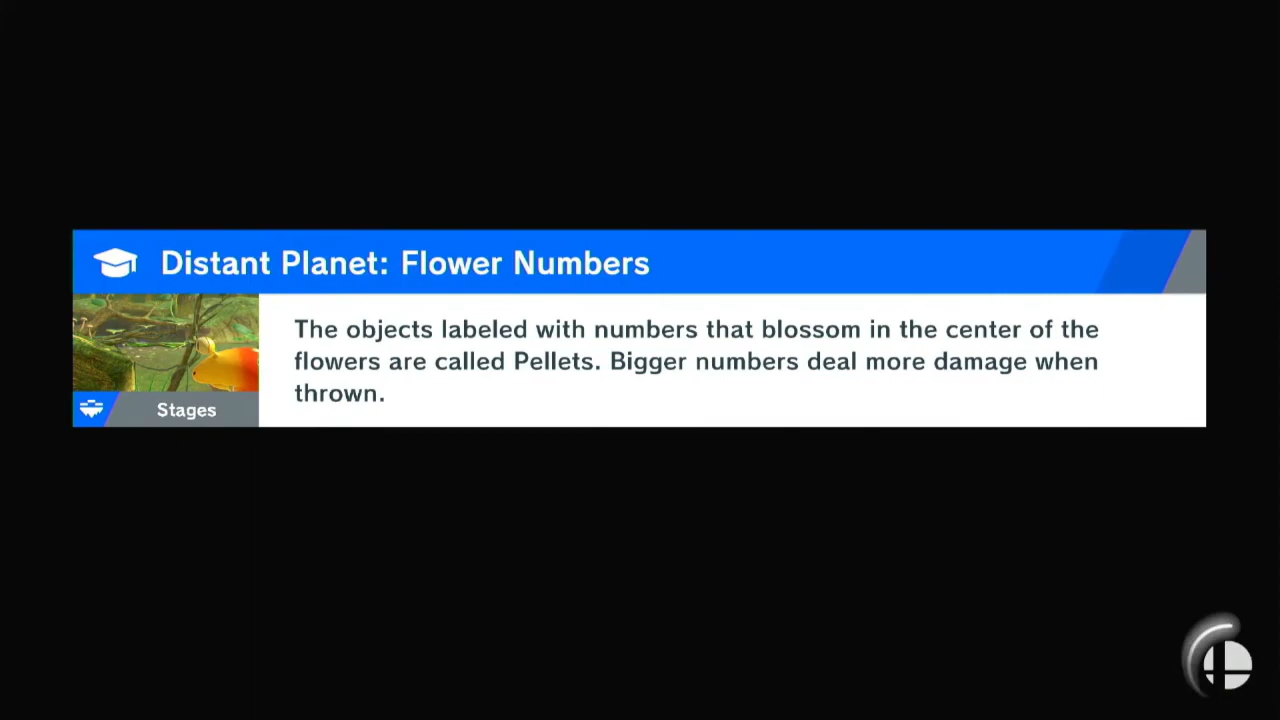 Distant Planet: Flower Numbers
The objects labeled with numbers that blossom in the center of the
flowers are called Pellets. Bigger numbers deal more damage when
thrown.
Stages